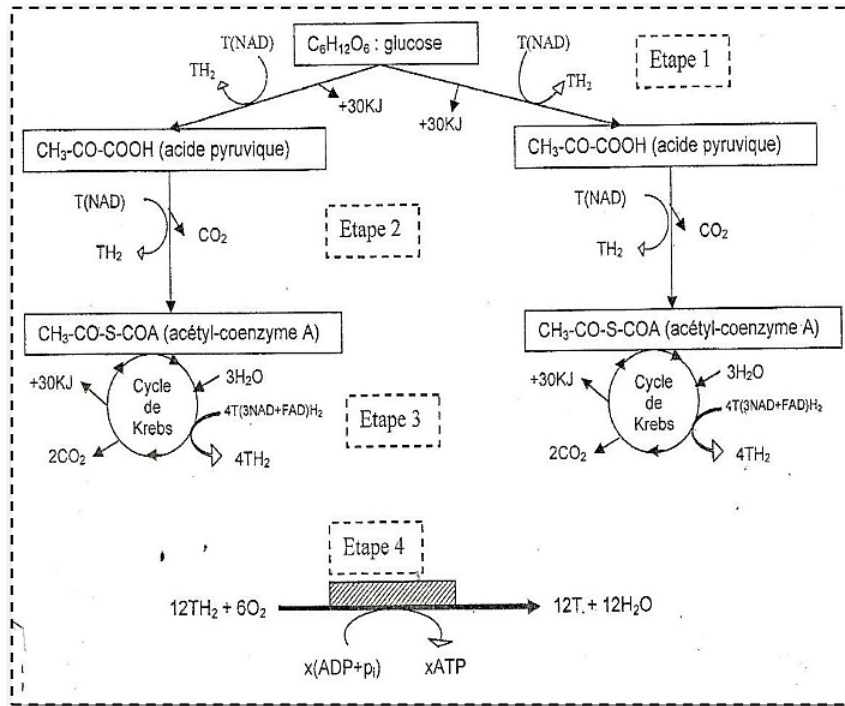 C₆H₁₂O₆ : glucose
T(NAD)
TH₂
T(NAD)
TH₂
Etape 1
+30KJ
+30KJ
CH₃-CO-COOH (acide pyruvique)
CH₃-CO-COOH (acide pyruvique)
T(NAD)
TH₂
CO₂
Etape 2
T(NAD)
TH₂
CO₂
CH₃-CO-S-COA (acétyl-coenzyme A)
CH₃-CO-S-COA (acétyl-coenzyme A)
+30KJ
Cycle
de
Krebs
3H₂O
4T(3NAD+FAD)H₂
2CO₂
4TH₂
Etape 3
+30KJ
Cycle
de
Krebs
3H₂O
4T(3NAD+FAD)H₂
2CO₂
4TH₂
Etape 4
12TH₂ + 6O₂
12T. + 12H₂O
x(ADP+pᵢ)
xATP